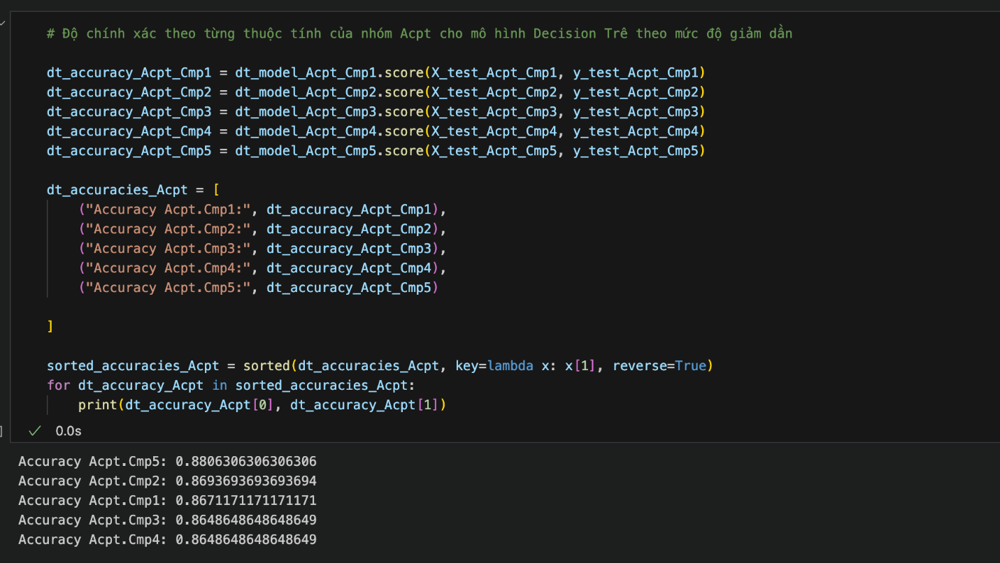 # Độ chính xác theo từng thuộc tính của nhóm Acpt cho mô hình Decision Trê theo mức độ giảm dần
dt_accuracy_Acpt_Cmp1 = dt_model_Acpt_Cmp1.score(X_test_Acpt_Cmp1, y_test_Acpt_Cmp1)
dt_accuracy_Acpt_Cmp2 = dt_model_Acpt_Cmp2.score(X_test_Acpt_Cmp2, y_test_Acpt_Cmp2)
dt_accuracy_Acpt_Cmp3 = dt_model_Acpt_Cmp3.score(X_test_Acpt_Cmp3, y_test_Acpt_Cmp3)
dt_accuracy_Acpt_Cmp4 = dt_model_Acpt_Cmp4.score(X_test_Acpt_Cmp4, y_test_Acpt_Cmp4)
dt_accuracy_Acpt_Cmp5 = dt_model_Acpt_Cmp5.score(X_test_Acpt_Cmp5, y_test_Acpt_Cmp5)
dt_accuracies_Acpt = [
    ("Accuracy Acpt.Cmp1:", dt_accuracy_Acpt_Cmp1),
    ("Accuracy Acpt.Cmp2:", dt_accuracy_Acpt_Cmp2),
    ("Accuracy Acpt.Cmp3:", dt_accuracy_Acpt_Cmp3),
    ("Accuracy Acpt.Cmp4:", dt_accuracy_Acpt_Cmp4),
    ("Accuracy Acpt.Cmp5:", dt_accuracy_Acpt_Cmp5)
]
sorted_accuracies_Acpt = sorted(dt_accuracies_Acpt, key=lambda x: x[1], reverse=True)
for dt_accuracy_Acpt in sorted_accuracies_Acpt:
    print(dt_accuracy_Acpt[0], dt_accuracy_Acpt[1])
] ✓ 0.0s
Accuracy Acpt.Cmp5: 0.8806306306306306
Accuracy Acpt.Cmp2: 0.8693693693693694
Accuracy Acpt.Cmp1: 0.8671171171171171
Accuracy Acpt.Cmp3: 0.8648648648648649
Accuracy Acpt.Cmp4: 0.8648648648648649